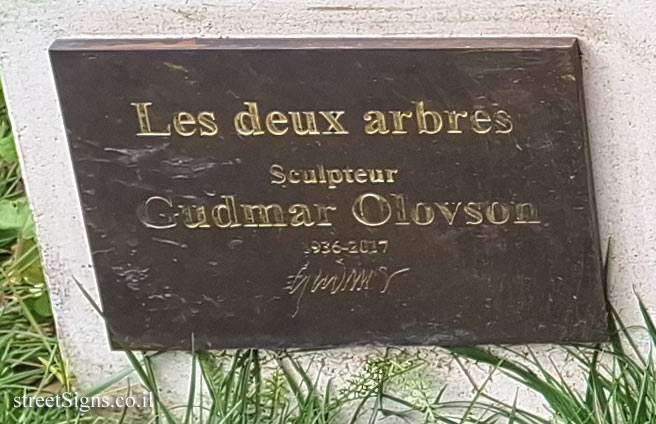 Les deux arbres
Sculpteur
Gudmar Olovson
1936-2017
streetSigns.co.il